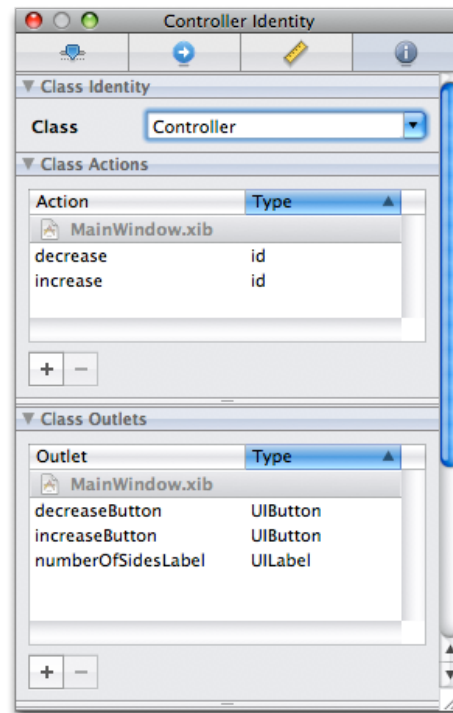 Controller Identity
Class Identity
Class Controller
Class Actions
Action Type
MainWindow.xib
decrease id
increase id
Class Outlets
Outlet Type
MainWindow.xib
decreaseButton UIButton
increaseButton UIButton
numberOfSidesLabel UILabel